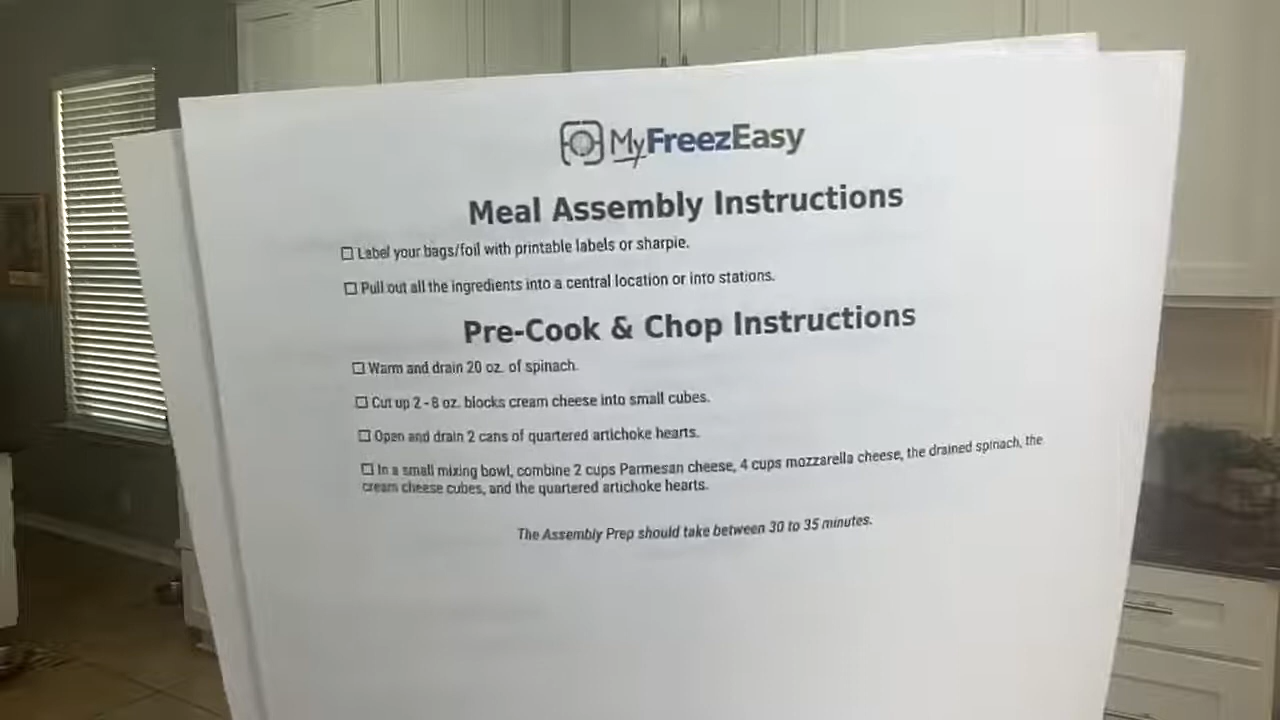 MyFreezEasy
Meal Assembly Instructions
☐ Label your bags/foil with printable labels or sharpie.
☐ Pull out all the ingredients into a central location or into stations.
Pre-Cook & Chop Instructions
☐ Warm and drain 20 oz. of spinach.
☐ Cut up 2 - 8 oz. blocks cream cheese into small cubes.
☐ Open and drain 2 cans of quartered artichoke hearts.
☐ In a small mixing bowl, combine 2 cups Parmesan cheese, 4 cups mozzarella cheese, the drained spinach, the
cream cheese cubes, and the quartered artichoke hearts.
The Assembly Prep should take between 30 to 35 minutes.